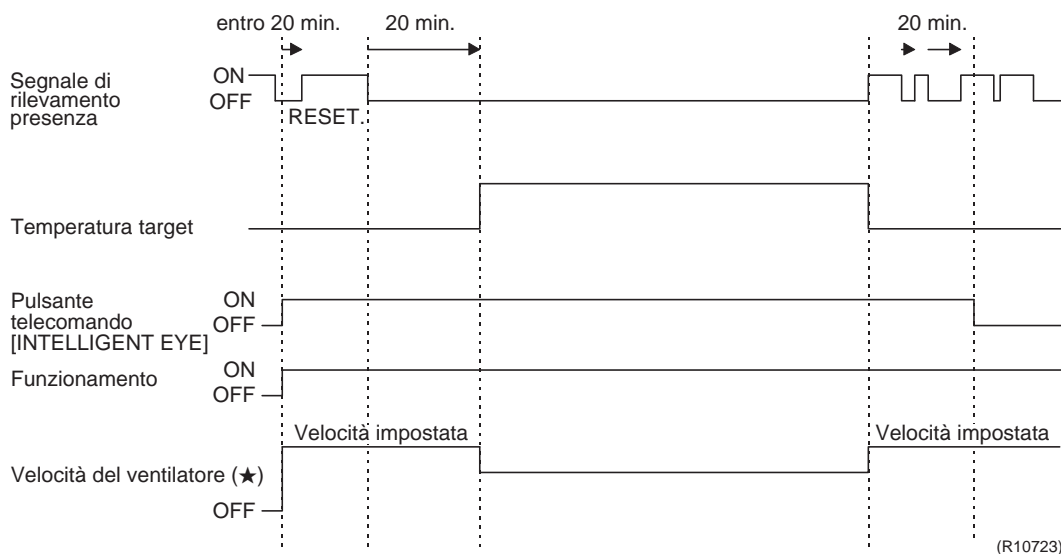 entro 20 min.
20 min.
20 min.
Segnale di
rilevamento
presenza
ON
OFF
RESET.
Temperatura target
Pulsante
telecomando
[INTELLIGENT EYE]
ON
OFF
Funzionamento
ON
OFF
Velocità impostata
Velocità impostata
Velocità del ventilatore (★)
OFF
(R10723)